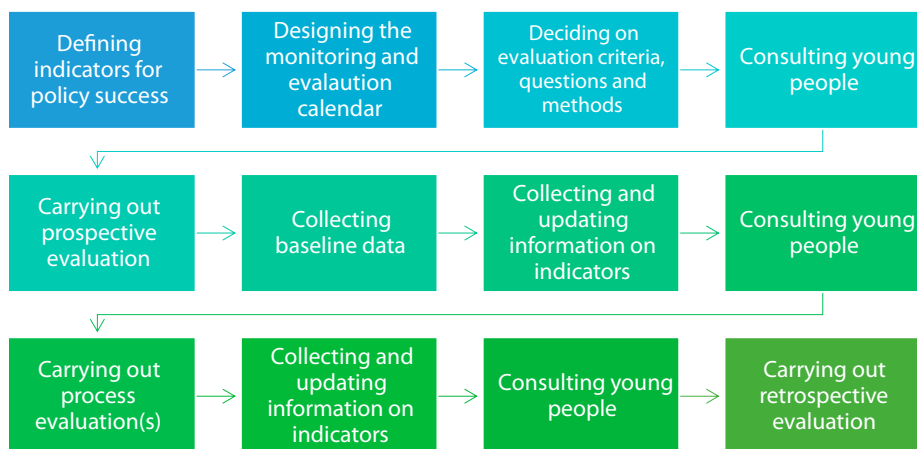 Defining
indicators for
policy success
Designing the
monitoring and
evalaution
calendar
Deciding on
evaluation criteria,
questions and
methods
Consulting young
people
Carrying out
prospective
evaluation
Collecting
baseline data
Collecting and
updating
information on
indicators
Consulting young
people
Carrying out
process
evaluation(s)
Collecting and
updating
information on
indicators
Consulting young
people
Carrying out
retrospective
evaluation